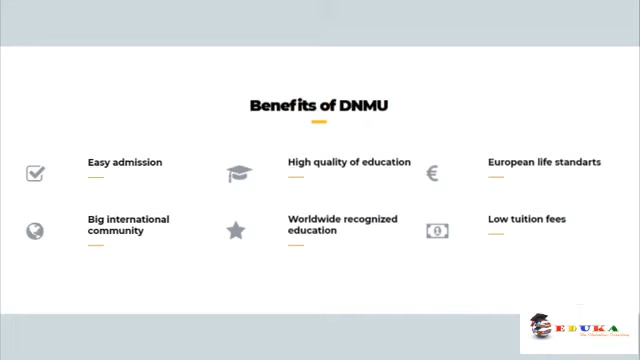 Benefits of DNMU
Easy admission
High quality of education
European life standarts
Big international
community
Worldwide recognized
education
Low tuition fees
EDUKA